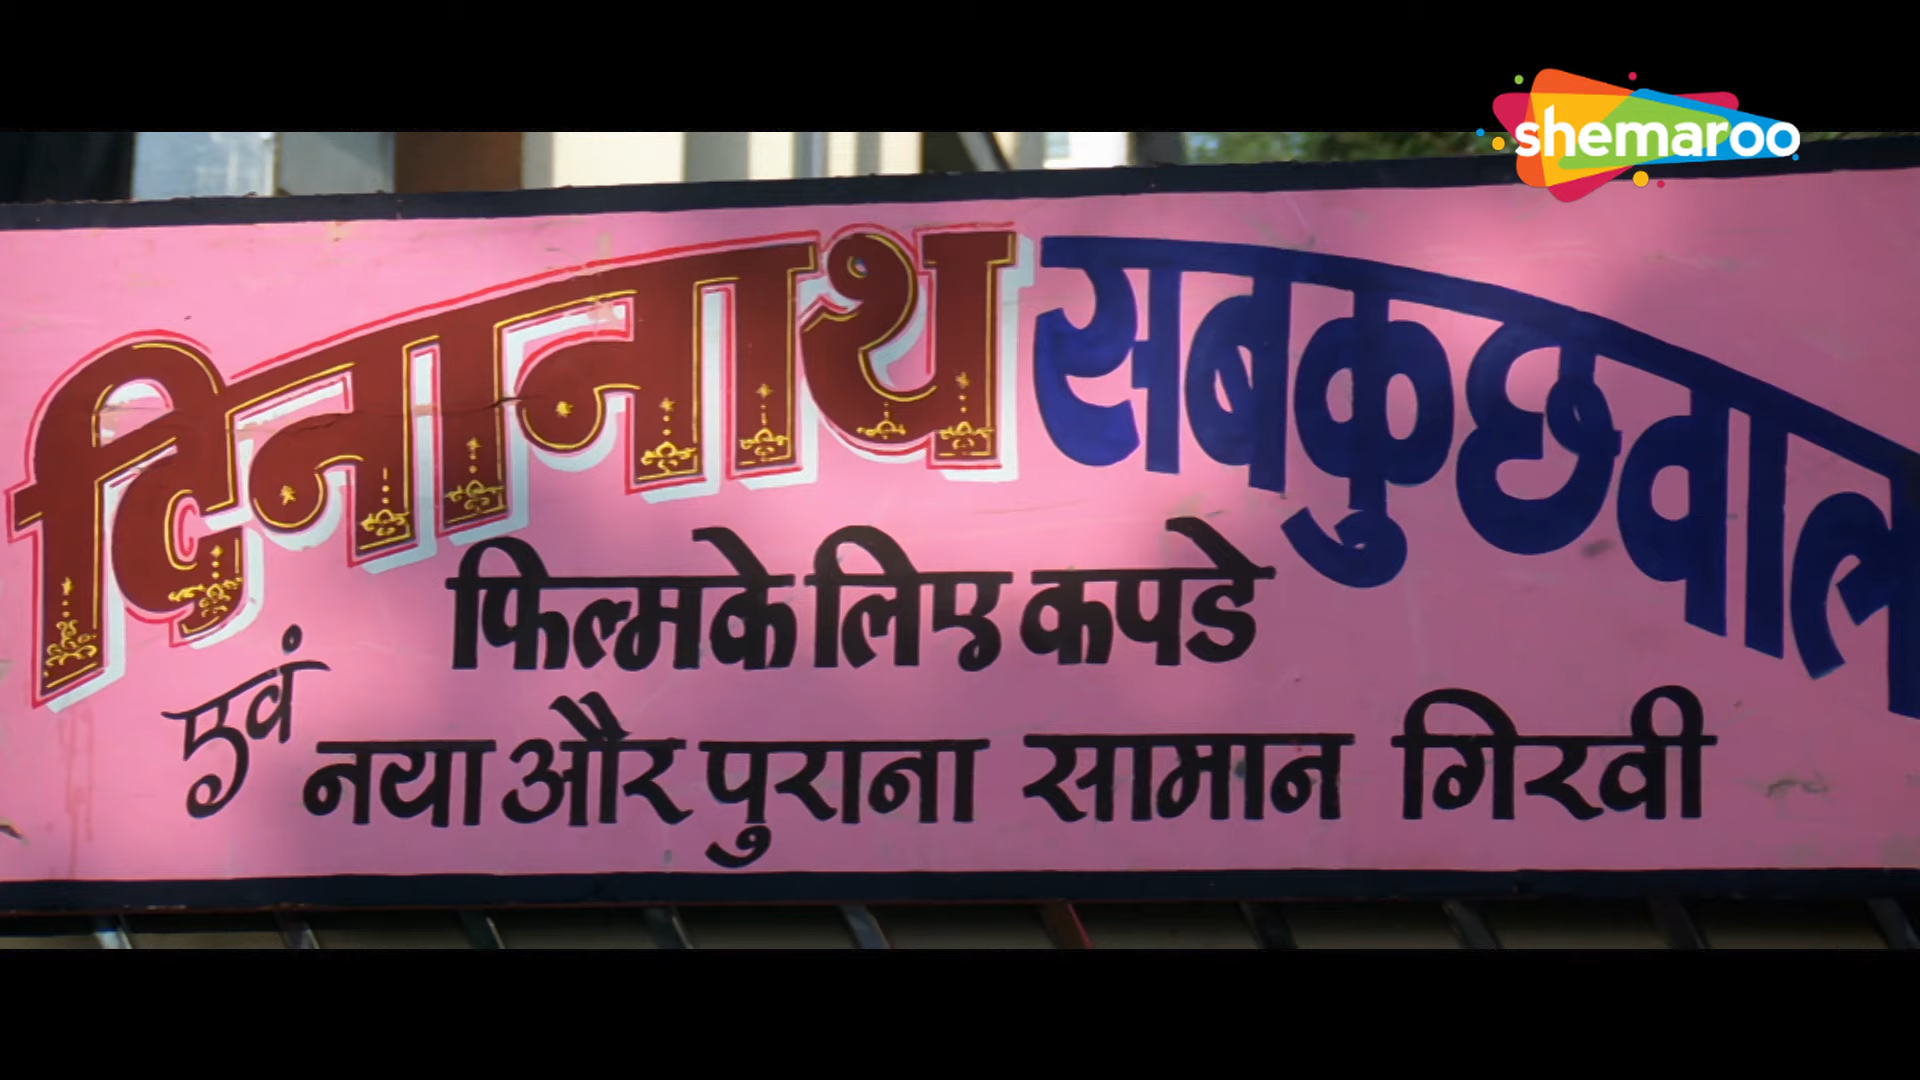 shemaroo
दिनानाथ सबकुछवाल
फिल्म के लिए कपडे
एवं नया और पुराना सामान गिरवी